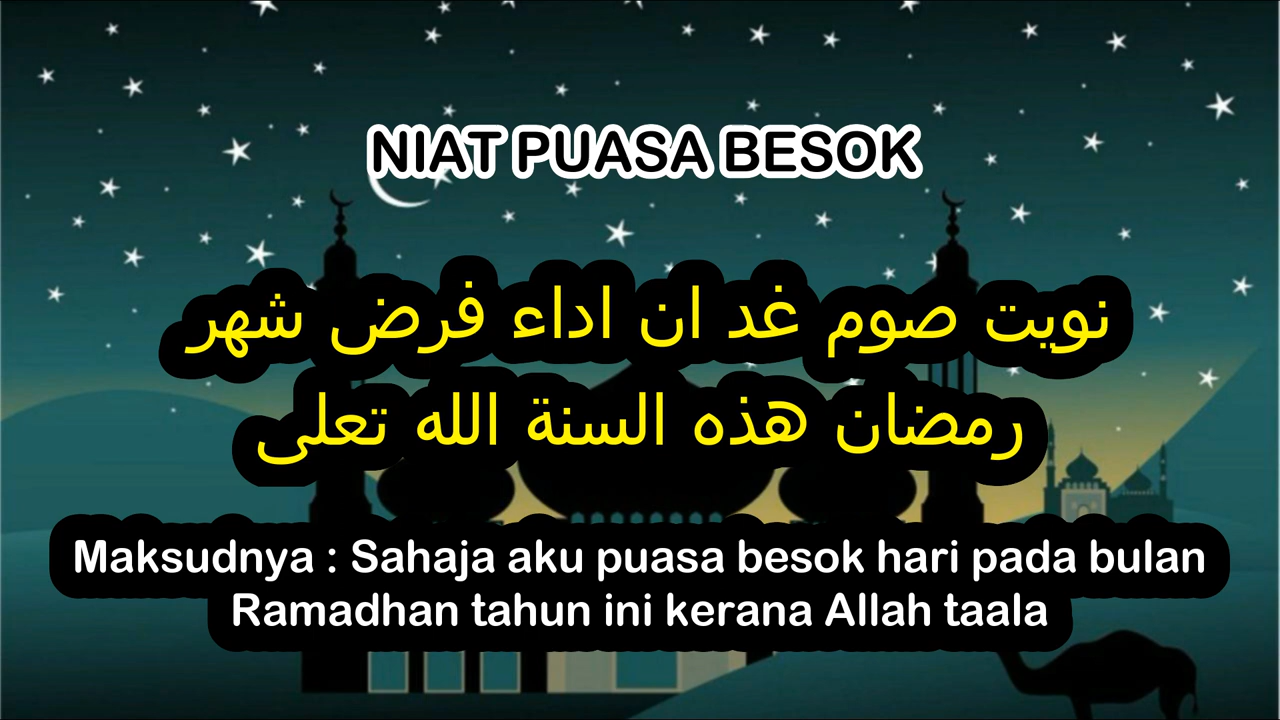 NIAT PUASA BESOK
نويت صوم غد ان اداء فرض شهر
رمضان هذه السنة الله تعلى
Maksudnya : Sahaja aku puasa besok hari pada bulan
Ramadhan tahun ini kerana Allah taala